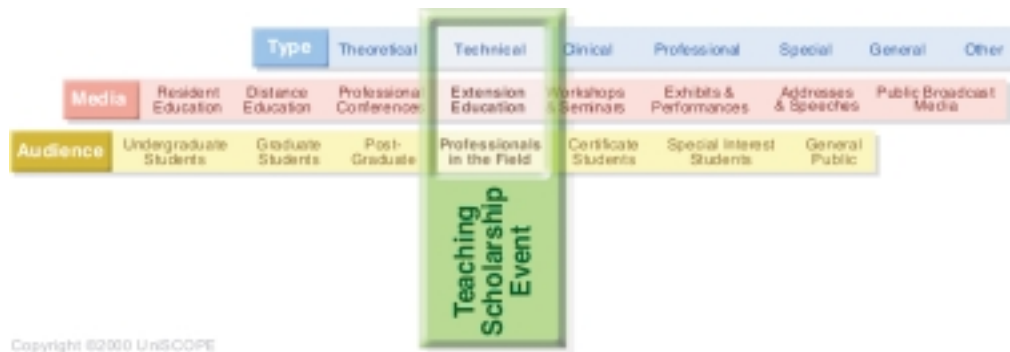 Type Theoretical Technical Clinical Professional Special General Other
Media Resident Education Distance Education Professional Conferences Extension Education Workshops & Seminars Exhibits & Performances Addresses & Speeches Public Broadcast Media
Audience Undergraduate Students Graduate Students Post-Graduate Professionals in the Field Certificate Students Special Interest Students General Public
Teaching
Scholarship
Event
Copyright ©2000 UniSCOPE